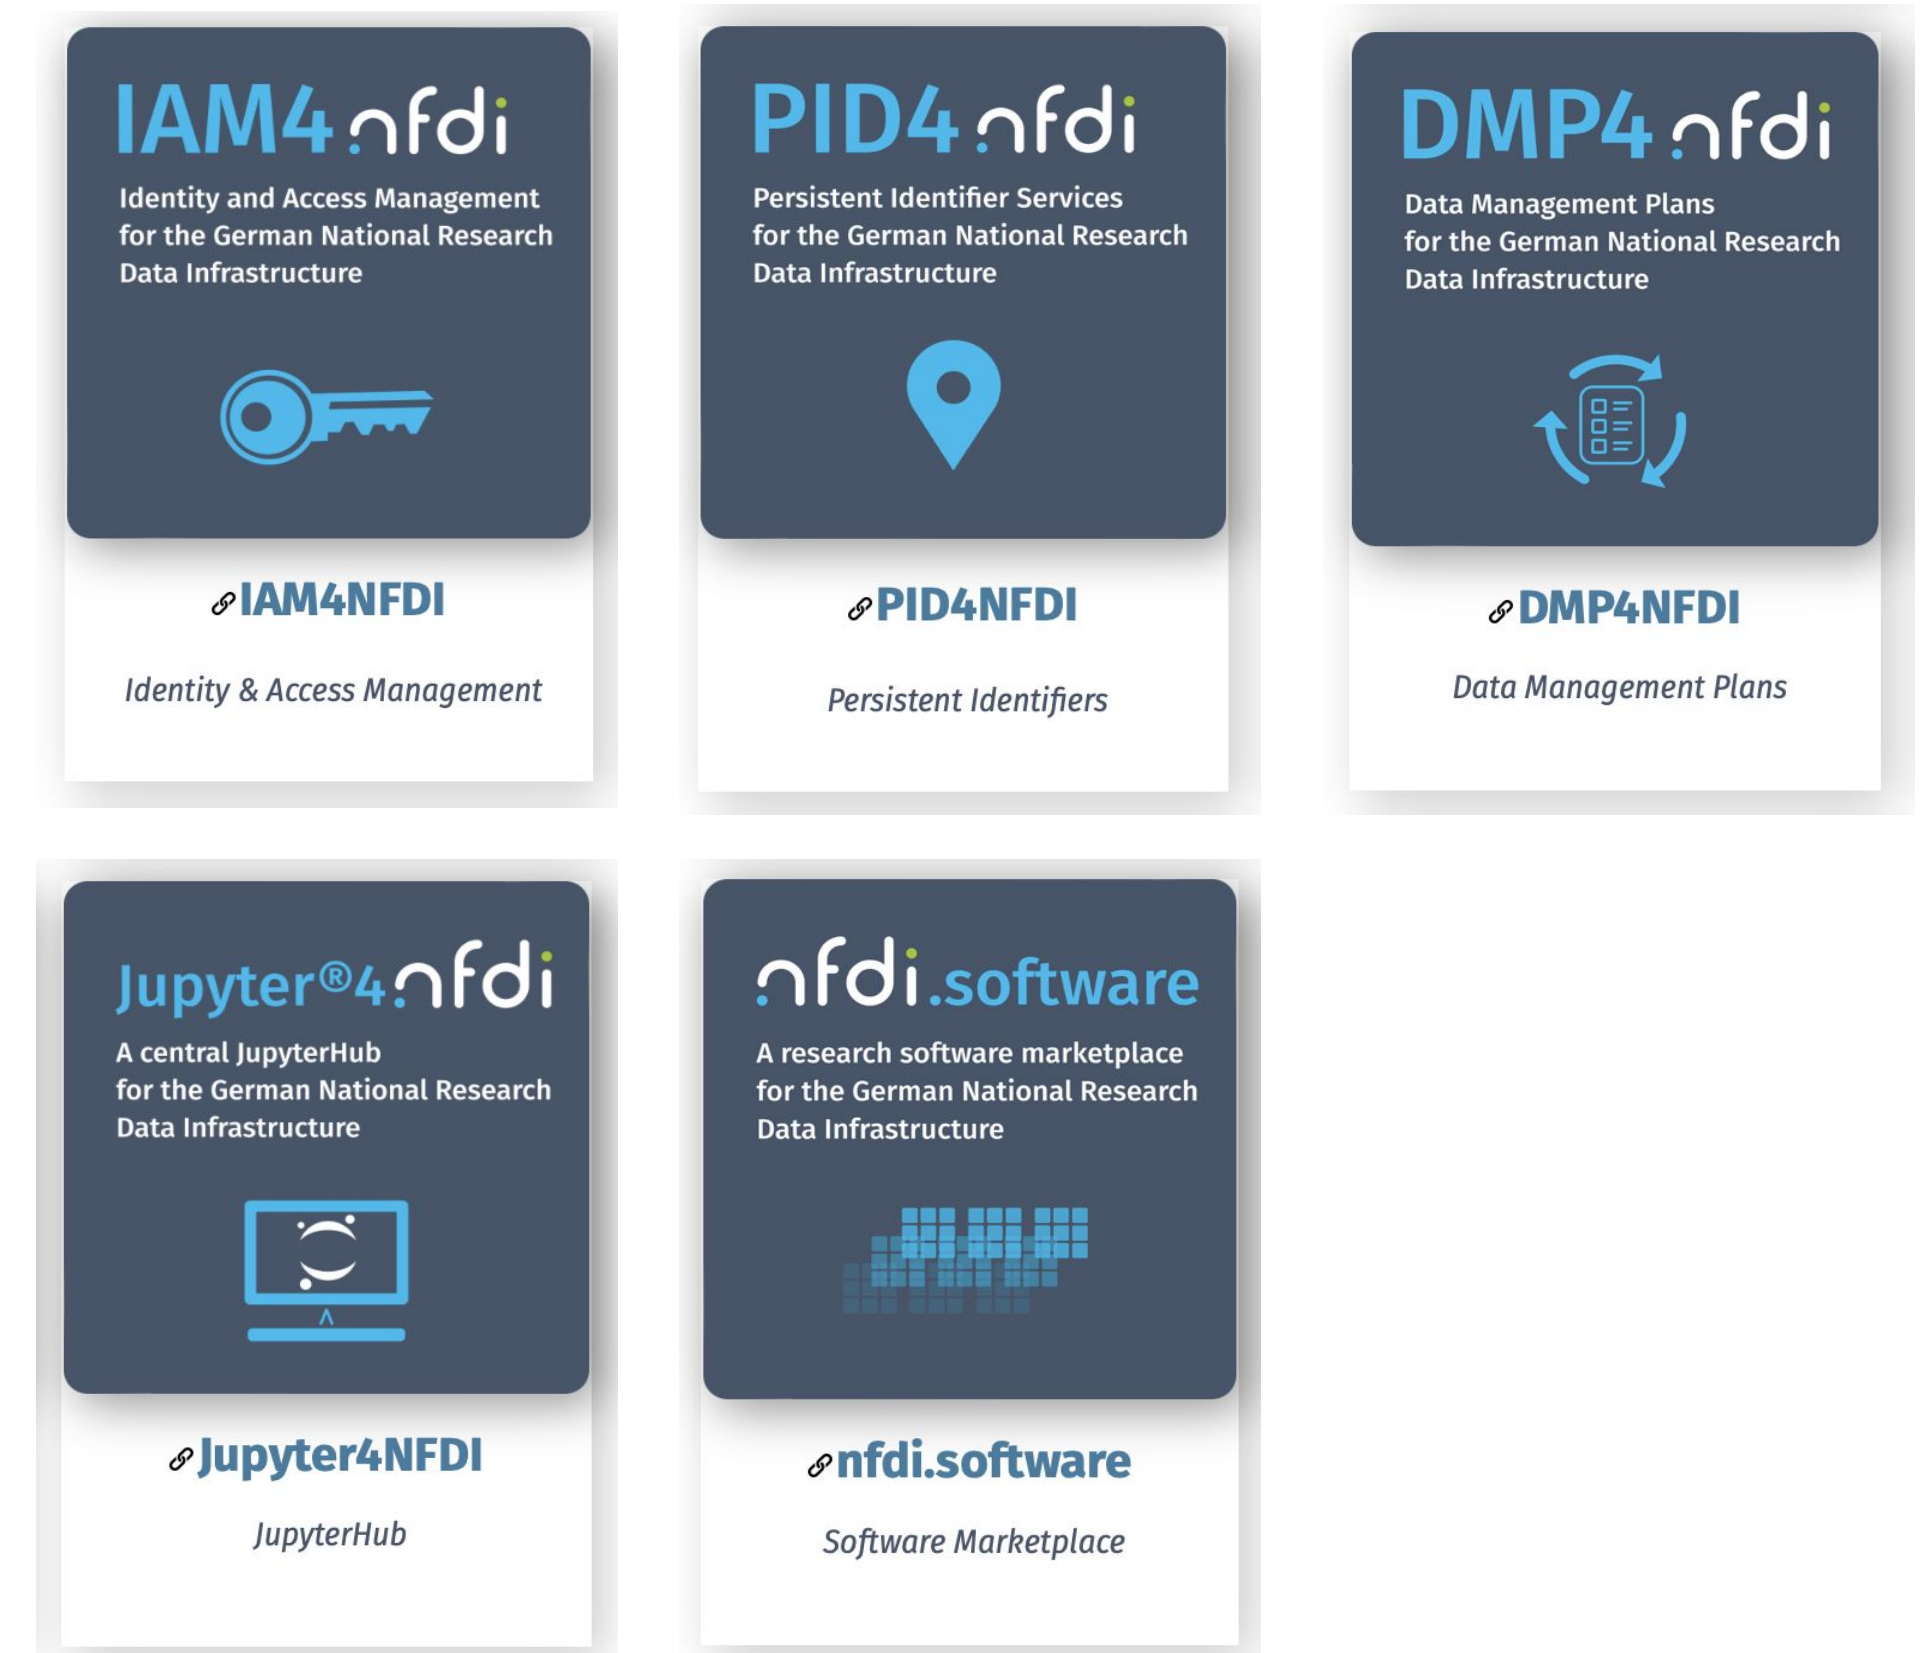 IAM4nfdi
Identity and Access Management
for the German National Research
Data Infrastructure
IAM4NFDI
Identity & Access Management
PID4nfdi
Persistent Identifier Services
for the German National Research
Data Infrastructure
PID4NFDI
Persistent Identifiers
DMP4nfdi
Data Management Plans
for the German National Research
Data Infrastructure
DMP4NFDI
Data Management Plans
Jupyter®4nfdi
A central JupyterHub
for the German National Research
Data Infrastructure
Jupyter4NFDI
JupyterHub
nfdi.software
A research software marketplace
for the German National Research
Data Infrastructure
nfdi.software
Software Marketplace